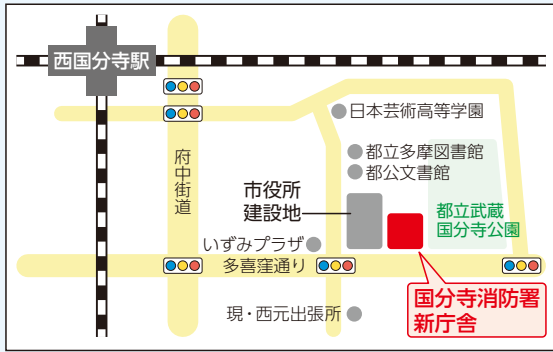 西国分寺駅
日本芸術高等学園
都立多摩図書館
都公文書館
府中街道
市役所
建設地
都立武蔵
国分寺公園
いずみプラザ
多喜窪通り
国分寺消防署
新庁舎
現・西元出張所